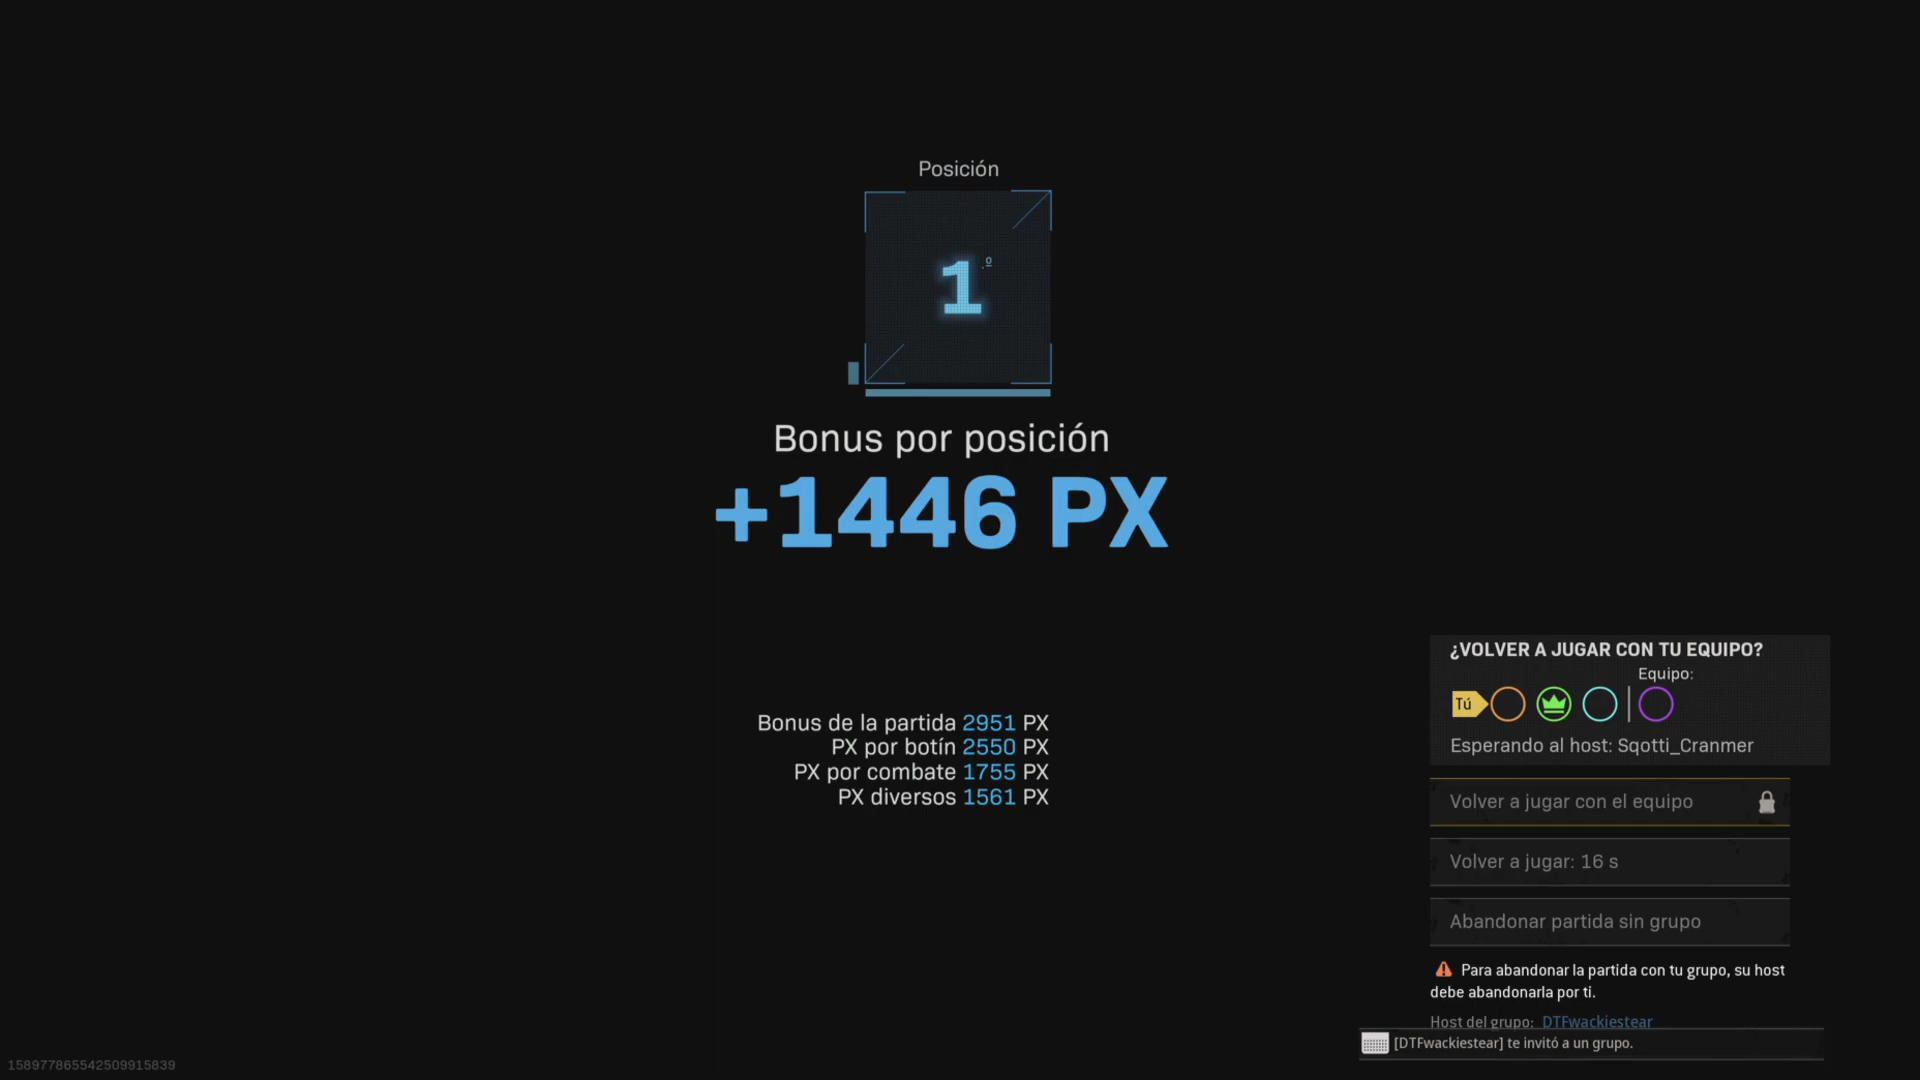 Posición
1.º
Bonus por posición
+1446 PX
Bonus de la partida 2951 PX
PX por botín 2550 PX
PX por combate 1755 PX
PX diversos 1561 PX
¿VOLVER A JUGAR CON TU EQUIPO?
Equipo:
Tú
Esperando al host: Sqotti_Cranmer
Volver a jugar con el equipo
Volver a jugar: 16 s
Abandonar partida sin grupo
Para abandonar la partida con tu grupo, su host
debe abandonarla por ti.
Host del grupo: DTFwackiestear
[DTFwackiestear] te invitó a un grupo.
158977865542509915839